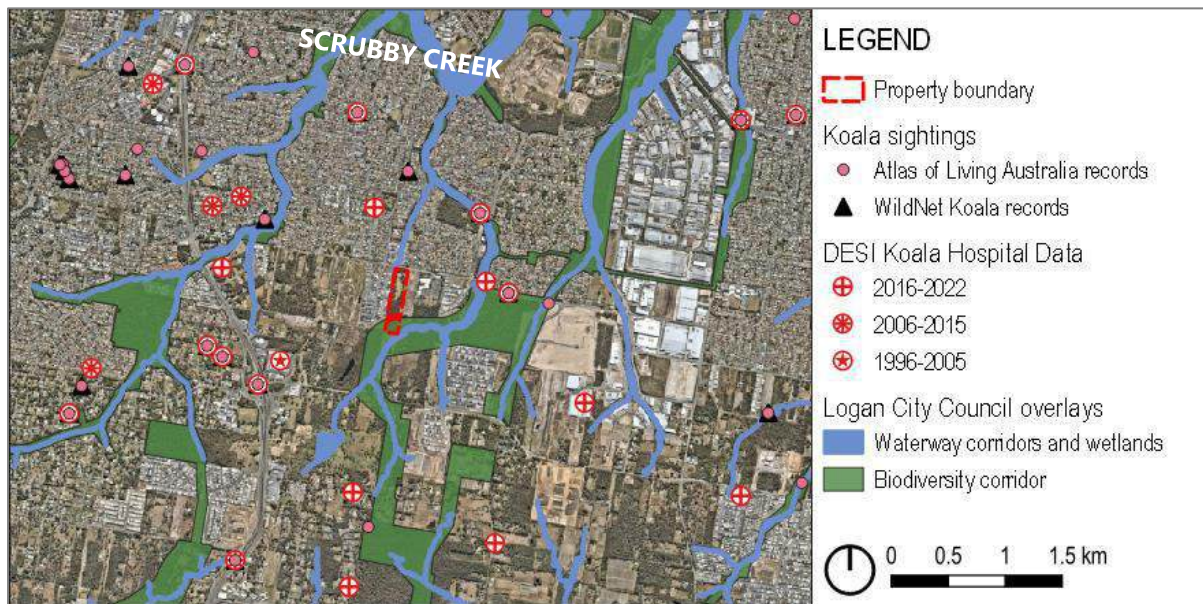 SCRUBBY CREEK
LEGEND
Property boundary
Koala sightings
Atlas of Living Australia records
WildNet Koala records
DESI Koala Hospital Data
2016-2022
2006-2015
1996-2005
Logan City Council overlays
Waterway corridors and wetlands
Biodiversity corridor
0 0.5 1 1.5 km